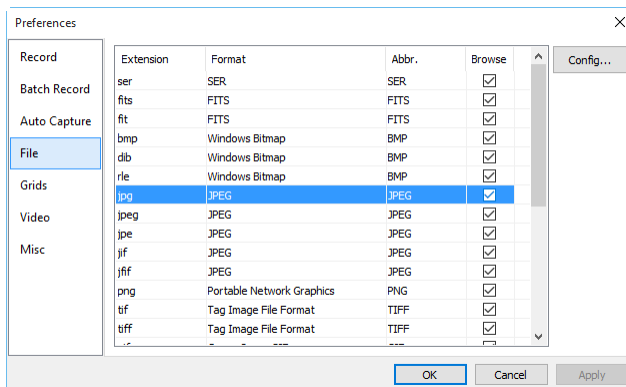 Preferences
Record
Batch Record
Auto Capture
File
Grids
Video
Misc
Extension Format Abbr. Browse
ser SER SER
fits FITS FITS
fit FITS FITS
bmp Windows Bitmap BMP
dib Windows Bitmap BMP
rle Windows Bitmap BMP
jpg JPEG JPEG
jpeg JPEG JPEG
jpe JPEG JPEG
jif JPEG JPEG
jfif JPEG JPEG
png Portable Network Graphics PNG
tif Tag Image File Format TIFF
tiff Tag Image File Format TIFF
Config...
OK Cancel Apply